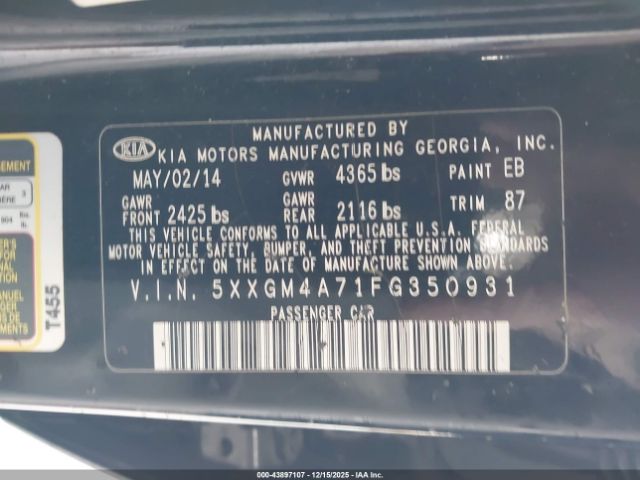 MANUFACTURED BY
KIA KIA MOTORS MANUFACTURING GEORGIA, INC.
MAY/02/14 GVWR 4365 lbs PAINT EB
GAWR FRONT 2425 lbs GAWR REAR 2116 lbs TRIM 87
THIS VEHICLE CONFORMS TO ALL APPLICABLE U.S.A. FEDERAL
MOTOR VEHICLE SAFETY, BUMPER, AND THEFT PREVENTION STANDARDS
IN EFFECT ON THE DATE OF MANUFACTURE SHOWN ABOVE.
V.I.N. 5XXGM4A71FG350931
PASSENGER CAR
T455
904
lbs.
3
000-43897107 - 12/15/2025 - IAA Inc.